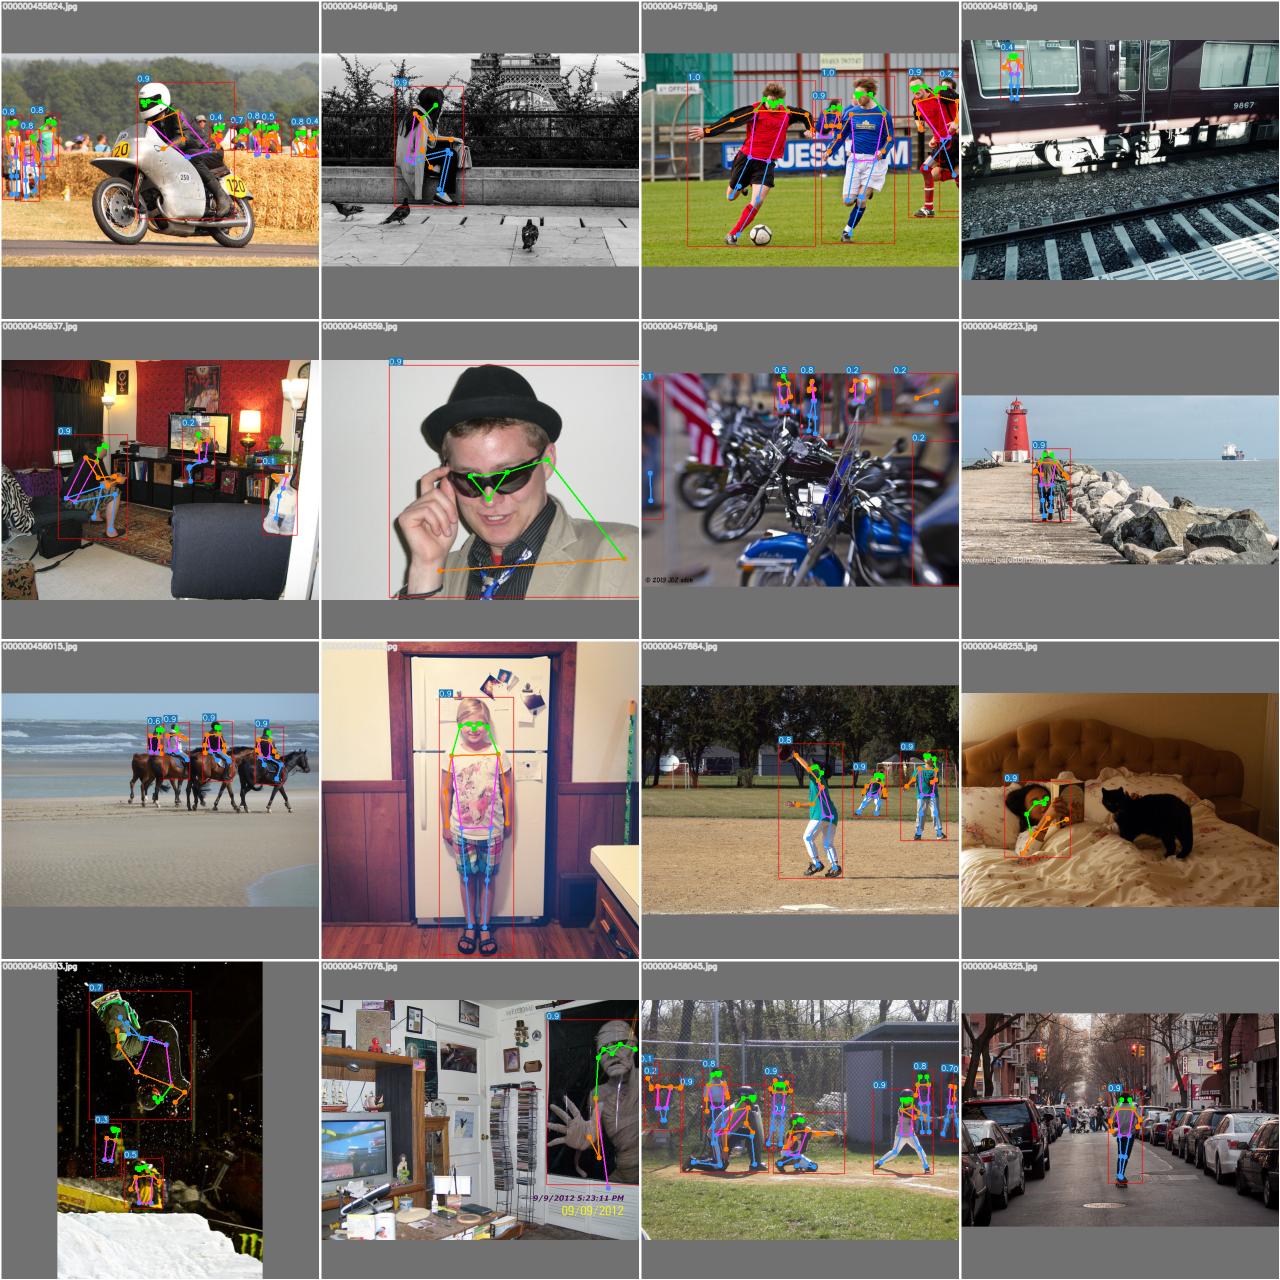 000000455624.jpg 000000456496.jpg 000000457559.jpg 000000458109.jpg
0.9 0.8 0.8 0.8 0.4 0.7 0.8 0.5 0.8 0.4
120
250
120
0.9
1.0 1.0 0.9 0.9 0.2
OFFICIAL
UESQ
0.4
9867
000000455937.jpg 000000456559.jpg 000000457848.jpg 000000458223.jpg
0.9 0.2 0.1
0.9
0.1 0.5 0.8 0.2 0.2 0.2
0.9
000000456015.jpg 000000457884.jpg 000000458255.jpg
0.6 0.9 0.9 0.9
0.9
0.8 0.9 0.9
0.9
000000456303.jpg 000000457078.jpg 000000458045.jpg 000000458325.jpg
0.7
0.3
0.5
0.9
9/9/2012 5:23:11 PM
09/09/2012
0.1 0.2 0.9 0.8 0.9 0.9 0.8
0.9